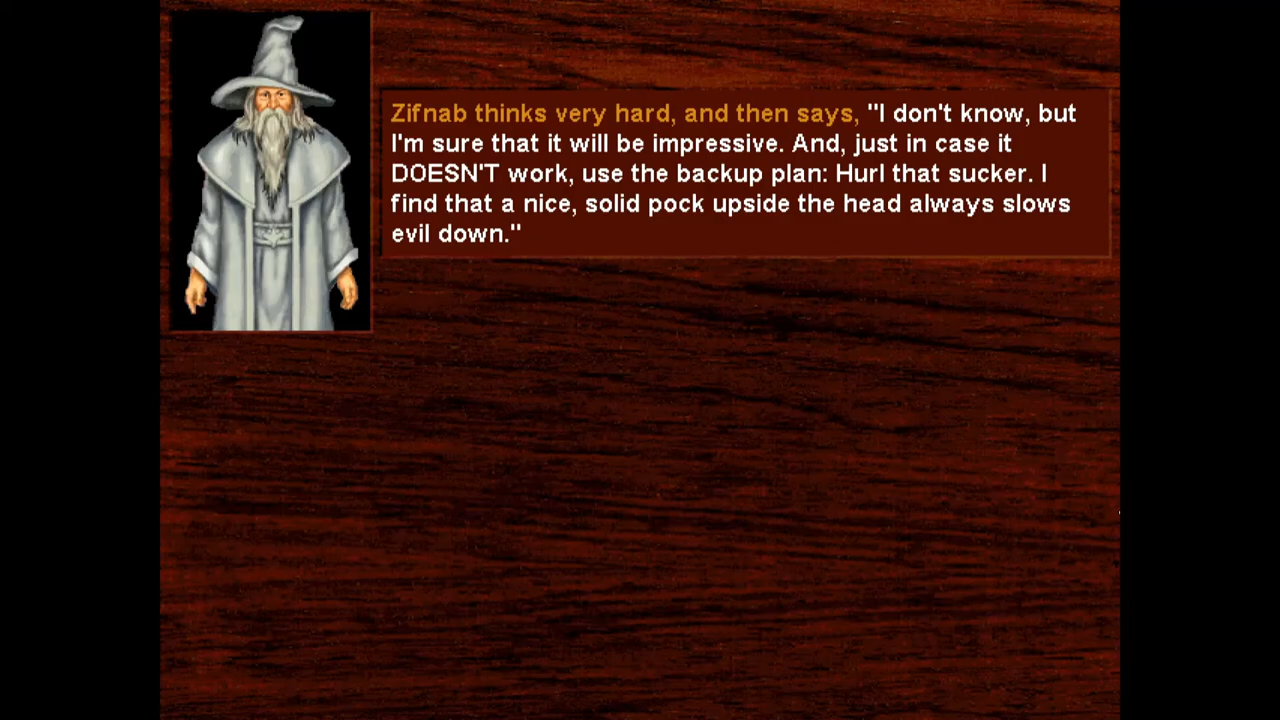 Zifnab thinks very hard, and then says, "I don't know, but
I'm sure that it will be impressive. And, just in case it
DOESN'T work, use the backup plan: Hurl that sucker. I
find that a nice, solid pock upside the head always slows
evil down."